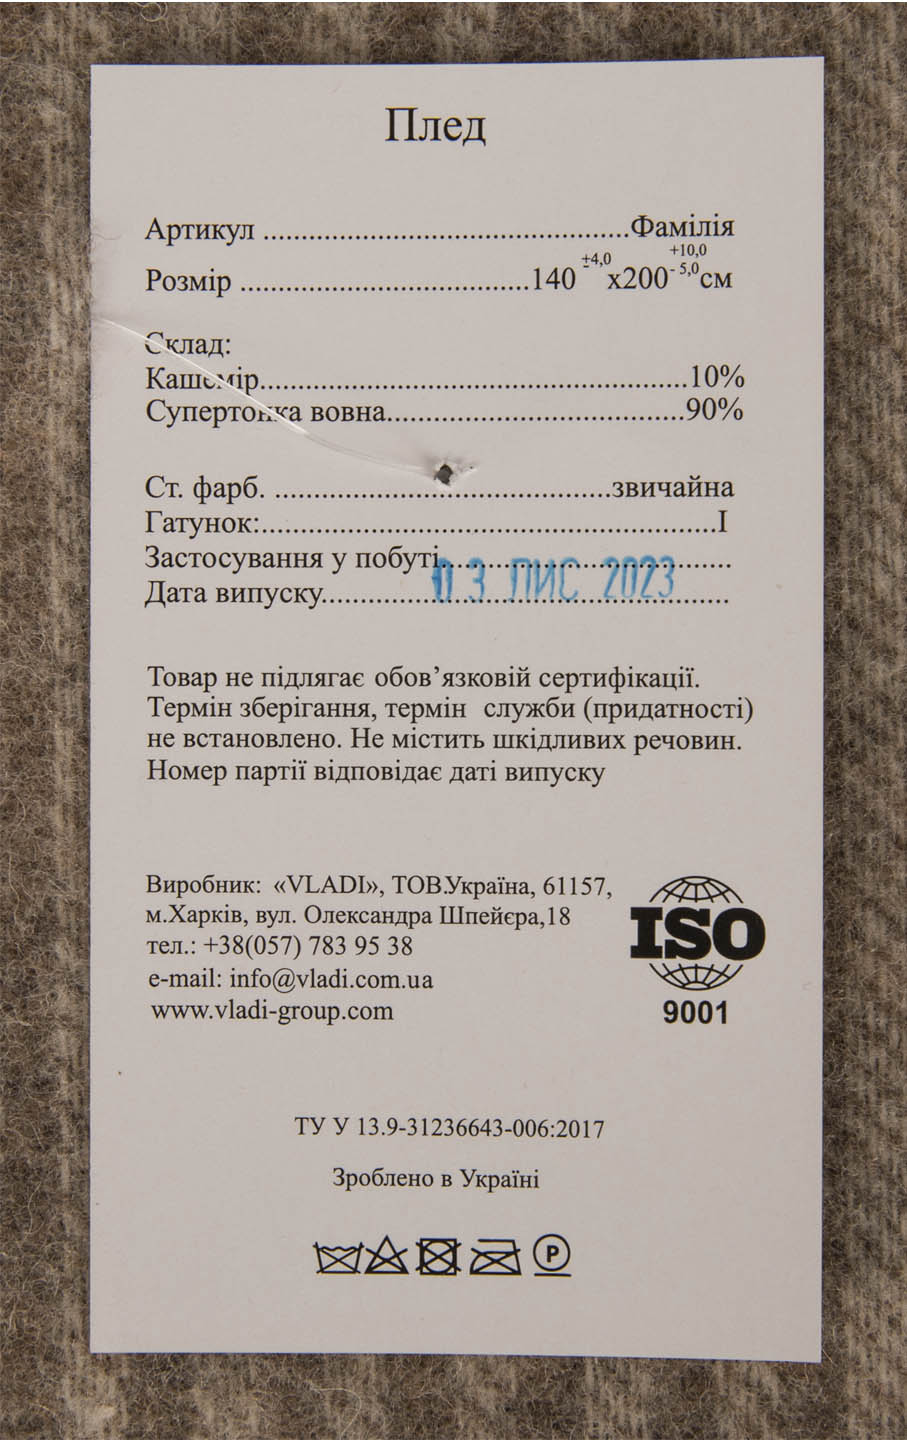 Плед
Артикул ................................................Фамілія
Розмір ......................................140 ±4,0 х200 +10,0 - 5,0 см
Склад:
Кашемір........................................................10%
Супертонка вовна.......................................90%
Ст. фарб. ............................................звичайна
Гатунок:............................................................I
Застосування у побуті......................................
Дата випуску.....................................................
03 ЛИС 2023
Товар не підлягає обов’язковій сертифікації.
Термін зберігання, термін служби (придатності)
не встановлено. Не містить шкідливих речовин.
Номер партії відповідає даті випуску
Виробник: «VLADI», ТОВ.Україна, 61157,
м.Харків, вул. Олександра Шпейєра,18
тел.: +38(057) 783 95 38
e-mail: info@vladi.com.ua
www.vladi-group.com
ISO
9001
ТУ У 13.9-31236643-006:2017
Зроблено в Україні
P